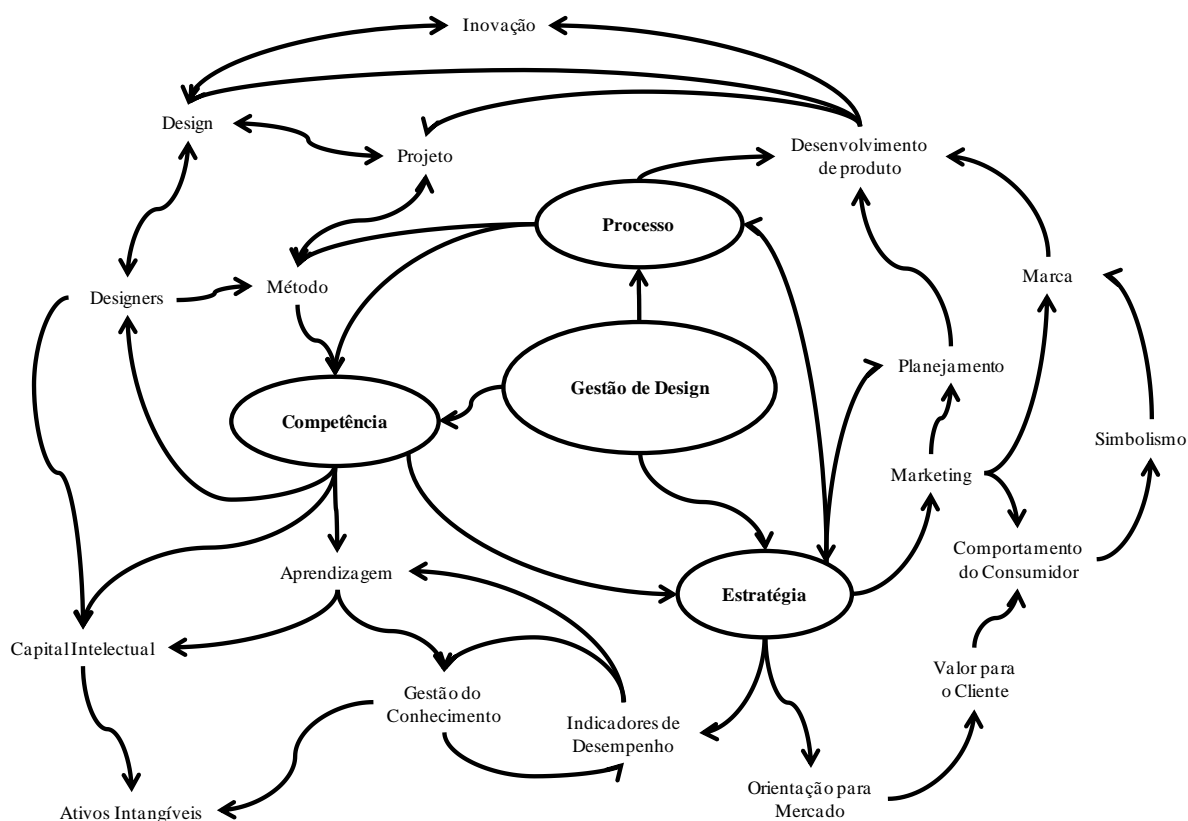 Inovação
Design
Projeto
Desenvolvimento
de produto
Processo
Designers
Método
Marca
Gestão de Design
Planejamento
Competência
Simbolismo
Marketing
Comportamento
do Consumidor
Aprendizagem
Estratégia
Capital Intelectual
Valor para
o Cliente
Gestão do
Conhecimento
Indicadores de
Desempenho
Orientação para
Mercado
Ativos Intangíveis